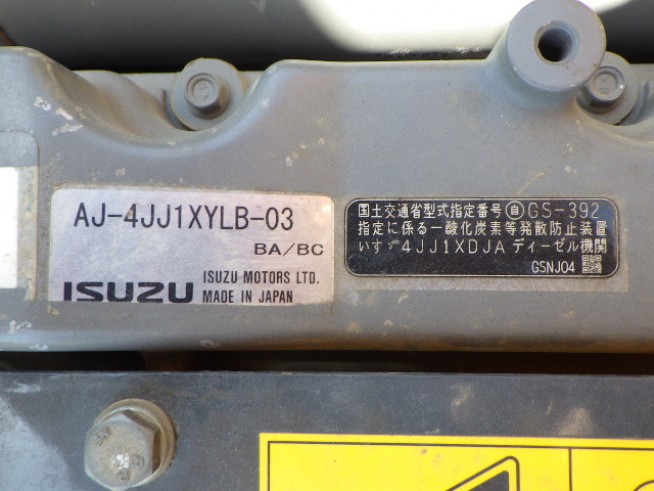 AJ-4JJ1XYLB-03
BA/BC
ISUZU
ISUZU MOTORS LTD.
MADE IN JAPAN
国土交通省型式指定番号 自 GS-392
指定に係る一酸化炭素等発散防止装置
いすゞ 4JJ1XDJA ディーゼル機関
GSNJ04